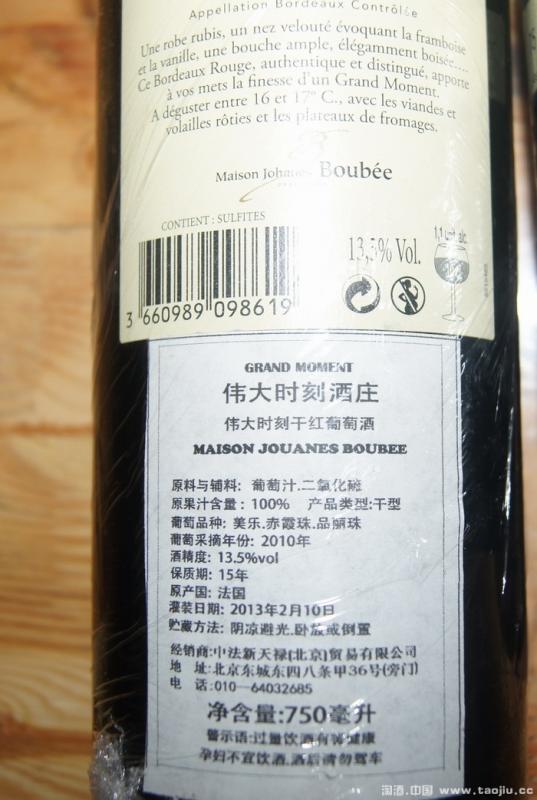 Appellation Bordeaux Contrôlée
Une robe rubis, un nez velouté évoquant la framboise
et la vanille, une bouche ample, élégamment boisée....
Ce Bordeaux Rouge, authentique et distingué, apporte
à vos mets la finesse d'un Grand Moment.
A déguster entre 16 et 17° C., avec les viandes et
volailles rôties et les plateaux de fromages.
Maison Johanes Boubée
CONTIENT : SULFITES
13,5% Vol.
3 660989 098619
GRAND MOMENT
伟大时刻酒庄
伟大时刻干红葡萄酒
MAISON JOUANES BOUBEE
原料与辅料: 葡萄汁.二氧化硫
原果汁含量: 100% 产品类型:干型
葡萄品种: 美乐.赤霞珠.品丽珠
葡萄采摘年份: 2010年
酒精度: 13.5%vol
保质期: 15年
原产国: 法国
灌装日期: 2013年2月10日
贮藏方法: 阴凉避光.卧放或倒置
经销商:中法新天禄(北京)贸易有限公司
地 址:北京东城东四八条甲36号(旁门)
电 话:010—64032685
净含量:750毫升
警示语:过量饮酒有害健康
孕妇不宜饮酒.酒后请勿驾车
淘酒.中国 www.taojiu.cc